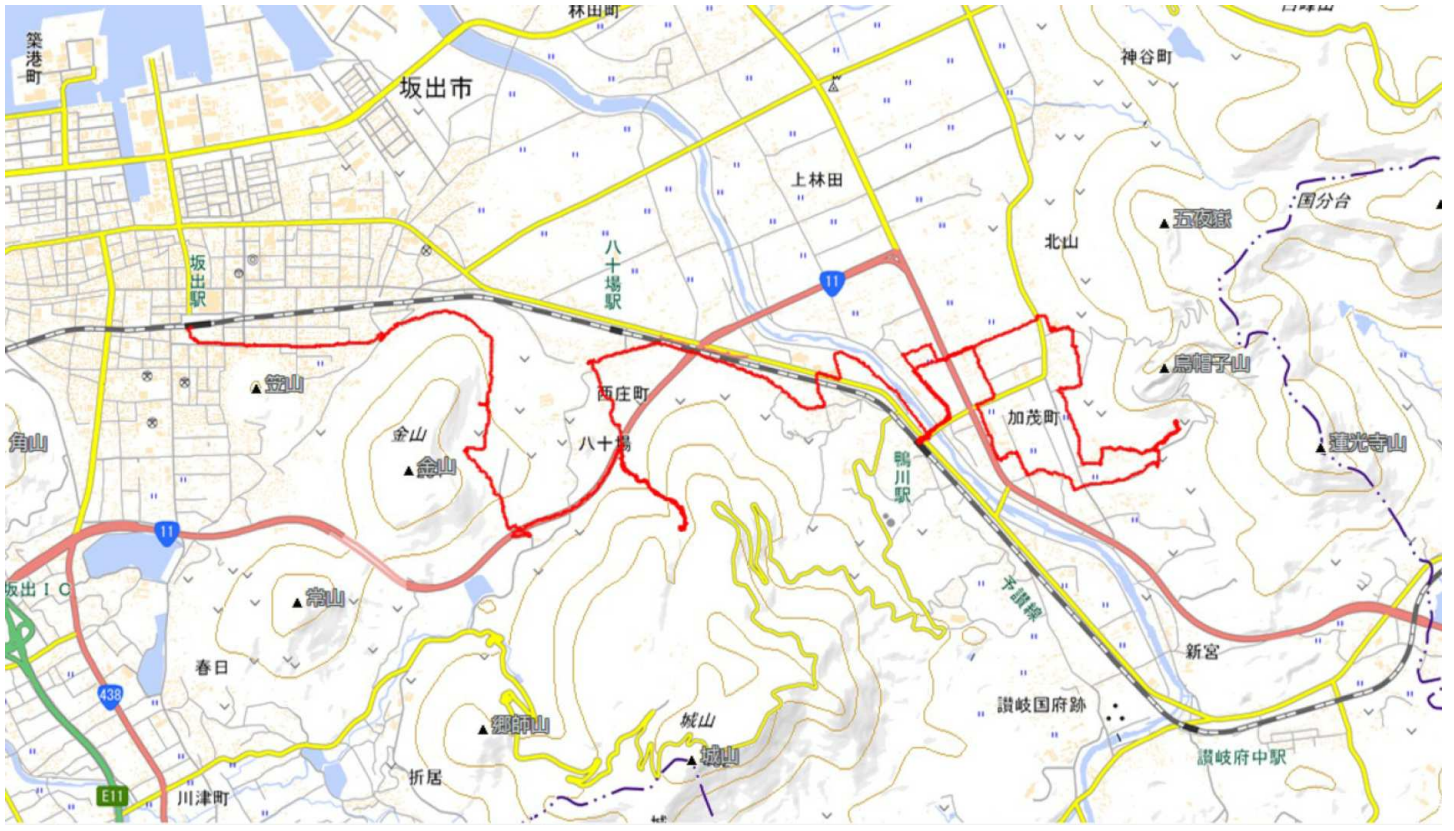 林田町
白峰山
築港町
神谷町
坂出市
上林田
国分台
五夜嶽
北山
八十場駅
坂出駅
11
烏帽子山
笠山
西庄町
加茂町
金山
角山
八十場
蓮光寺山
金山
鴨川駅
11
坂出IC
常山
予讃線
新宮
春日
438
讃岐国府跡
郷師山
城山
城山
讃岐府中駅
折居
E11
川津町